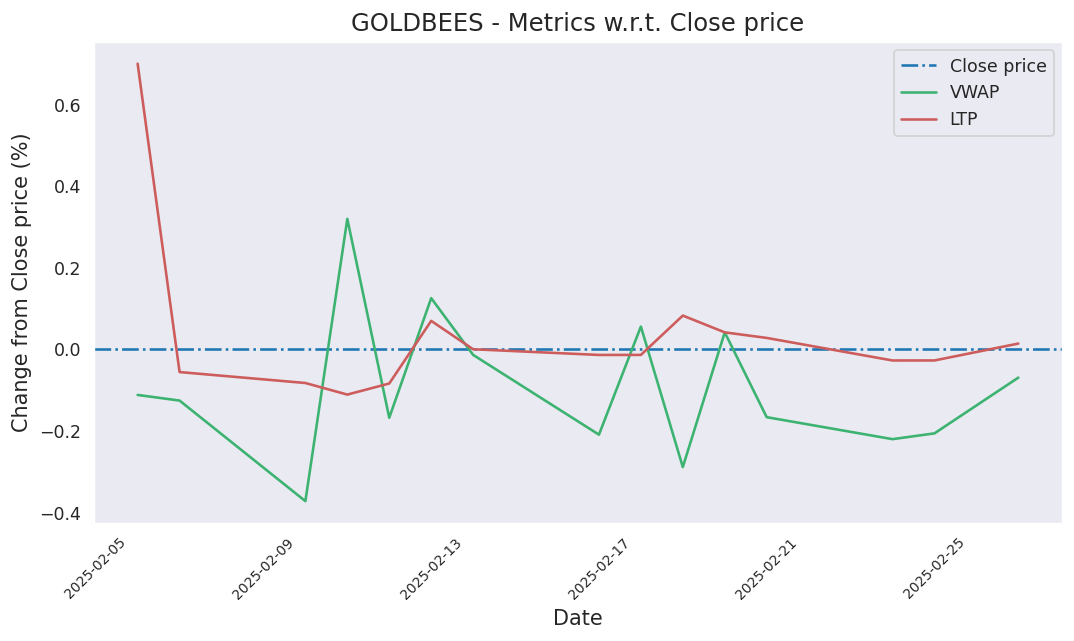 GOLDBEES - Metrics w.r.t. Close price
Close price
VWAP
LTP
Change from Close price (%)
0.6
0.4
0.2
0.0
−0.2
−0.4
2025-02-05
2025-02-09
2025-02-13
2025-02-17
2025-02-21
2025-02-25
Date